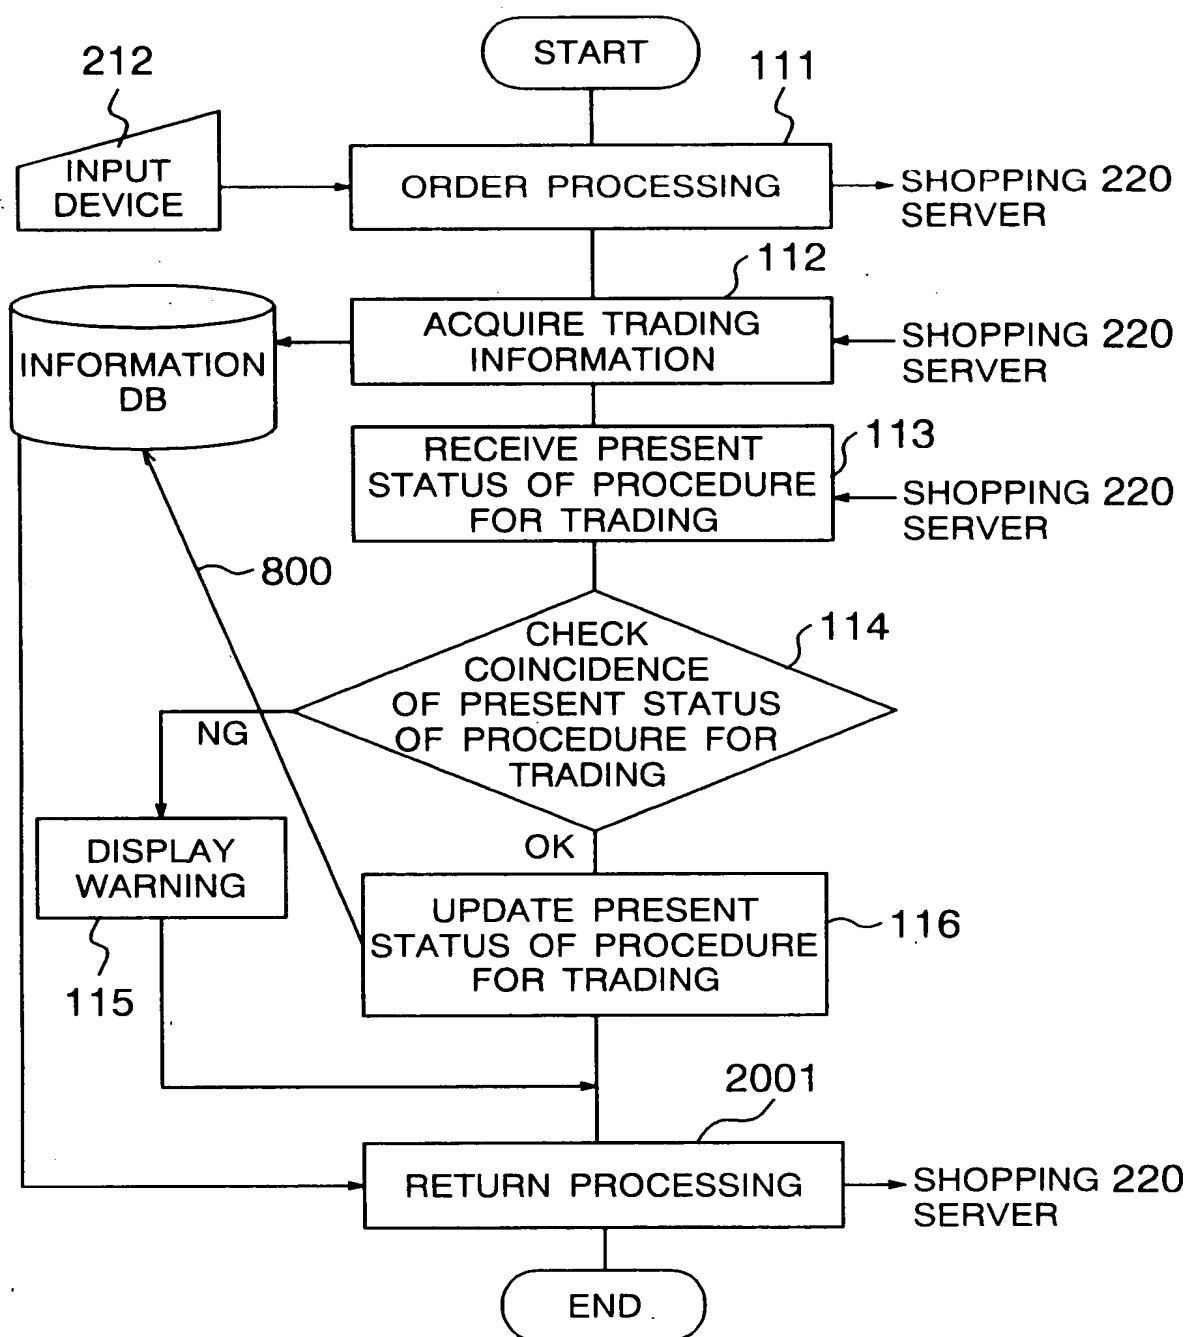 START
212
111
INPUT
DEVICE
ORDER PROCESSING
SHOPPING 220
SERVER
112
INFORMATION
DB
ACQUIRE TRADING
INFORMATION
SHOPPING 220
SERVER
RECEIVE PRESENT
STATUS OF PROCEDURE
FOR TRADING
113
SHOPPING 220
SERVER
800
CHECK
COINCIDENCE
OF PRESENT STATUS
OF PROCEDURE FOR
TRADING
114
NG
OK
DISPLAY
WARNING
115
UPDATE PRESENT
STATUS OF PROCEDURE
FOR TRADING
116
2001
RETURN PROCESSING
SHOPPING 220
SERVER
END